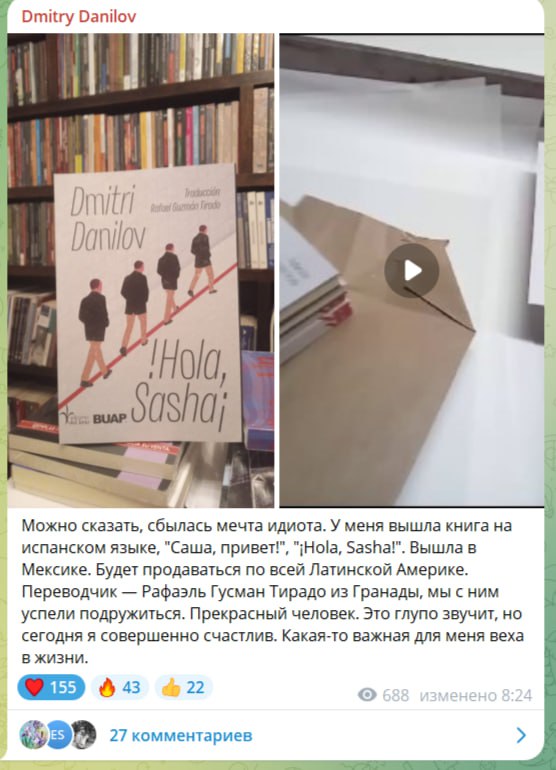 Dmitry Danilov
Dmitri
Danilov
Traducción
Rafael Guzmán Tirado
!Hola,
Sasha¡
BUAP
Можно сказать, сбылась мечта идиота. У меня вышла книга на
испанском языке, "Саша, привет!", "¡Hola, Sasha!". Вышла в
Мексике. Будет продаваться по всей Латинской Америке.
Переводчик — Рафаэль Гусман Тирадо из Гранады, мы с ним
успели подружиться. Прекрасный человек. Это глупо звучит, но
сегодня я совершенно счастлив. Какая-то важная для меня веха
в жизни.
155
43
22
688 изменено 8:24
ES
27 комментариев